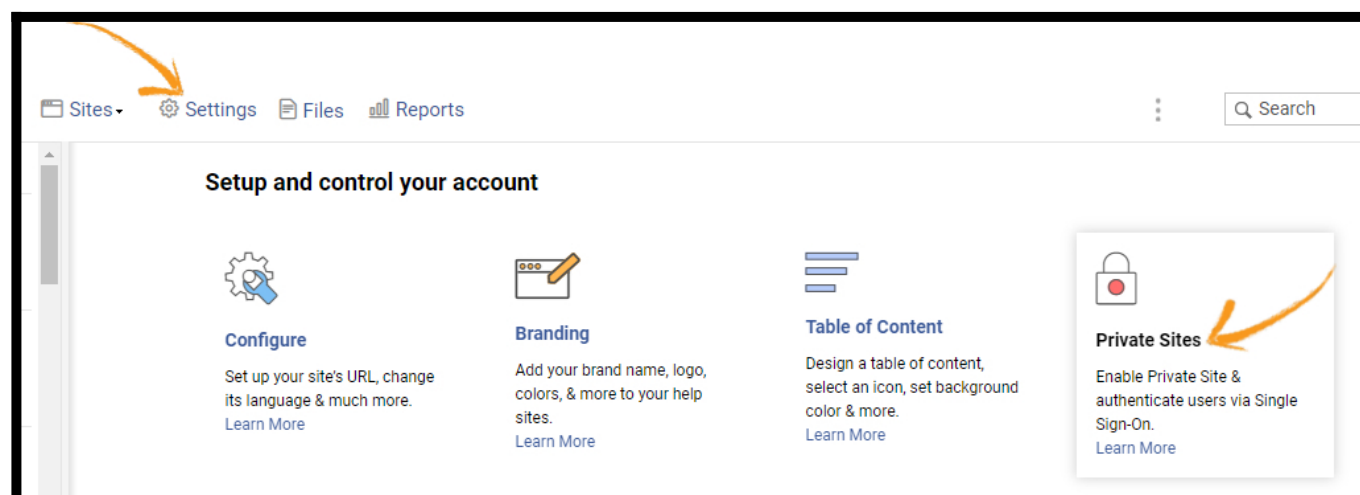 Sites Settings Files Reports Search
Setup and control your account
Configure
Set up your site's URL, change
its language & much more.
Learn More
Branding
Add your brand name, logo,
colors, & more to your help
sites.
Learn More
Table of Content
Design a table of content,
select an icon, set background
color & more.
Learn More
Private Sites
Enable Private Site &
authenticate users via Single
Sign-On.
Learn More